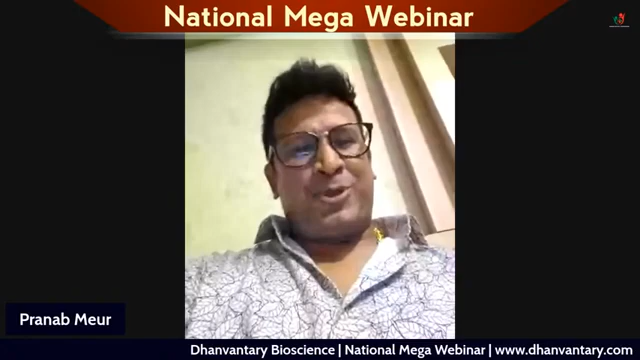 National Mega Webinar
Pranab Meur
Dhanvantary Bioscience | National Mega Webinar | www.dhanvantary.com